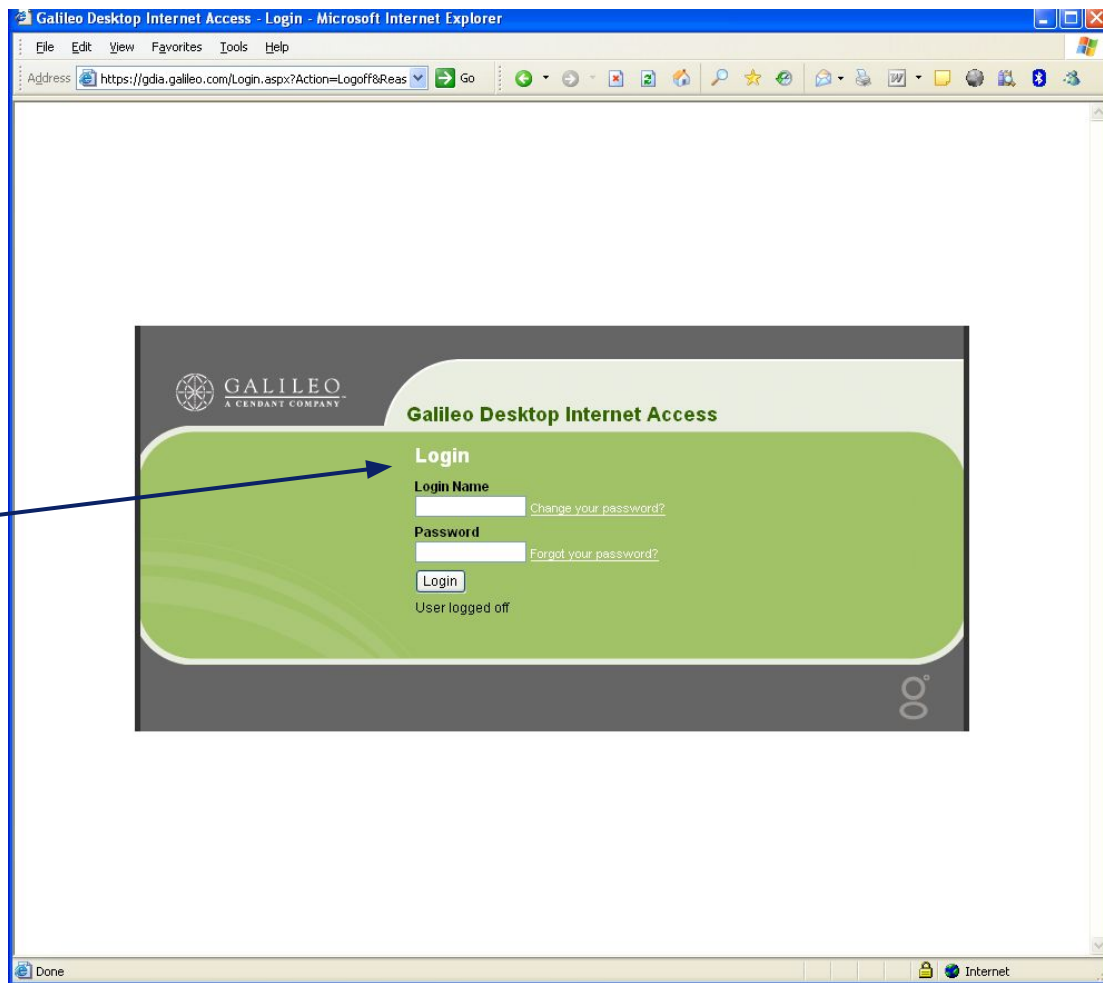 Galileo Desktop Internet Access - Login - Microsoft Internet Explorer
File Edit View Favorites Tools Help
Address https://gdia.galileo.com/Login.aspx?Action=Logoff&Reas Go
GALILEO
A CENDANT COMPANY
Galileo Desktop Internet Access
Login
Login Name
Change your password?
Password
Forgot your password?
Login
User logged off
g
Done Internet